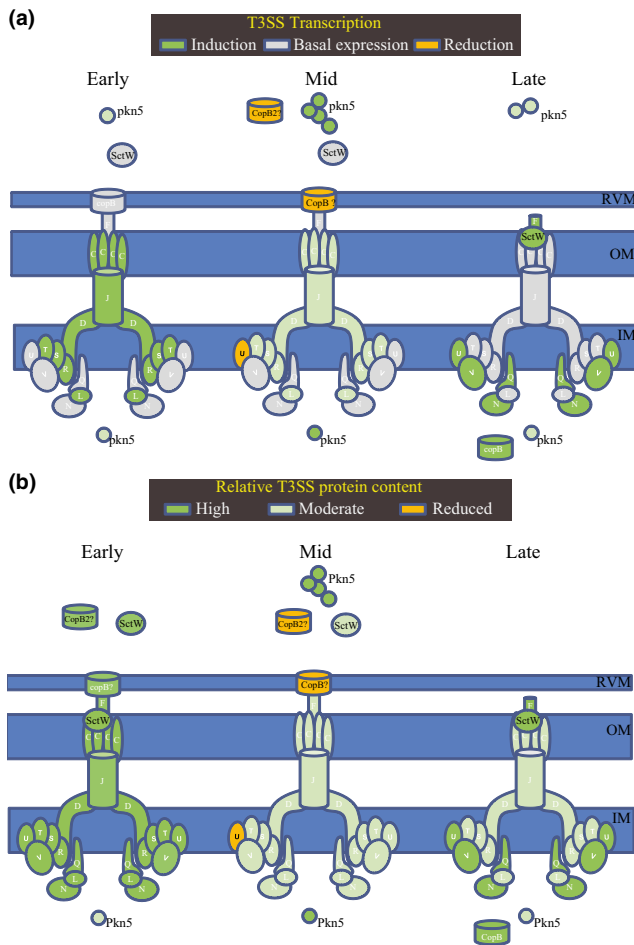 (a)
T3SS Transcription
Induction Basal expression Reduction
Early Mid Late
pkn5 CopB2? pkn5 pkn5
SctW SctW
RVM
copB CopB ?
F
SctW
C C C C C C C C
OM
J J J
D D D D
IM
U T S R R S T U
U T S R S T U
U T S R S T U
V V V V V V
Q Q
L L L L L L
N N N N N N
pkn5 pkn5 pkn5
copB
(b)
Relative T3SS protein content
High Moderate Reduced
Early Mid Late
Pkn5
CopB2? SctW CopB2? SctW
RVM
copB? CopB?
F F F
SctW SctW
C C C C C C C C C C
OM
J J
D D D D D D
IM
U T S R R S T U
U T S R S T U
U T S R S T U
V V V V V V
Q Q Q Q
L L L L L L
N N N N N N
Pkn5 Pkn5 Pkn5
CopB